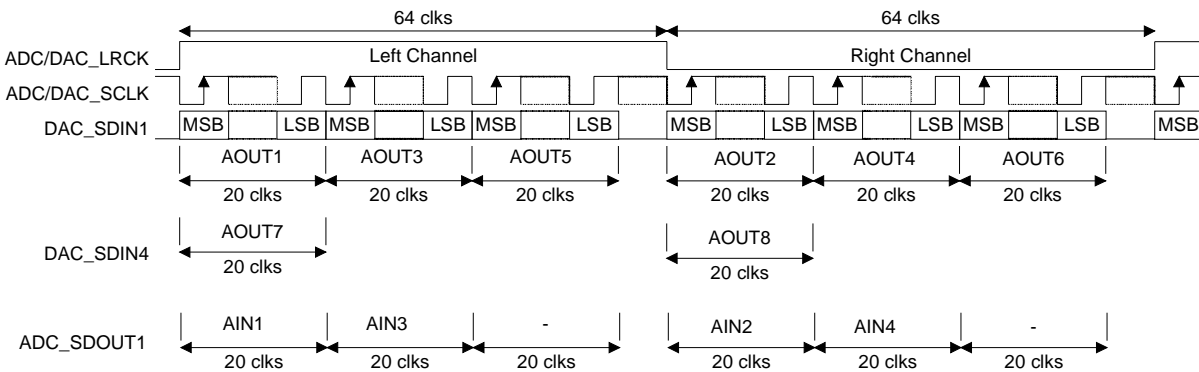 64 clks 64 clks
ADC/DAC_LRCK Left Channel Right Channel
ADC/DAC_SCLK
DAC_SDIN1 MSB LSB MSB LSB MSB LSB MSB LSB MSB LSB MSB LSB MSB
AOUT1 AOUT3 AOUT5 AOUT2 AOUT4 AOUT6
20 clks 20 clks 20 clks 20 clks 20 clks 20 clks
DAC_SDIN4 AOUT7 AOUT8
20 clks 20 clks
ADC_SDOUT1 AIN1 AIN3 - AIN2 AIN4 -
20 clks 20 clks 20 clks 20 clks 20 clks 20 clks